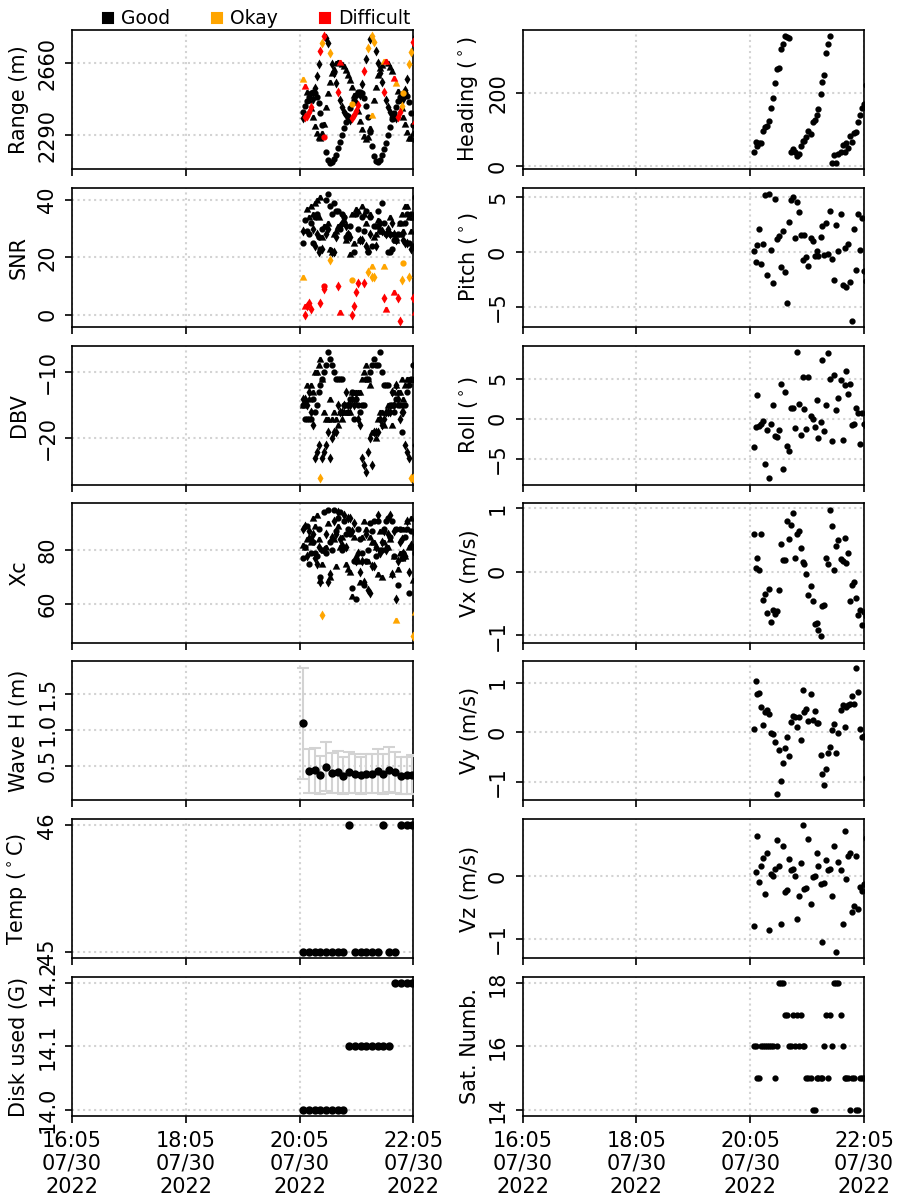 Good Okay Difficult
Range (m)
2660
2290
Heading (°)
200
0
SNR
40
20
0
Pitch (°)
5
0
−5
DBV
−10
−20
Roll (°)
5
0
−5
Xc
80
60
Vx (m/s)
1
0
−1
Wave H (m)
1.5
1.0
0.5
Vy (m/s)
1
0
−1
Temp (°C)
46
45
Vz (m/s)
0
−1
Disk used (G)
14.2
14.1
14.0
Sat. Numb.
18
16
14
16:05 18:05 20:05 22:05
07/30 07/30 07/30 07/30
2022 2022 2022 2022
16:05 18:05 20:05 22:05
07/30 07/30 07/30 07/30
2022 2022 2022 2022